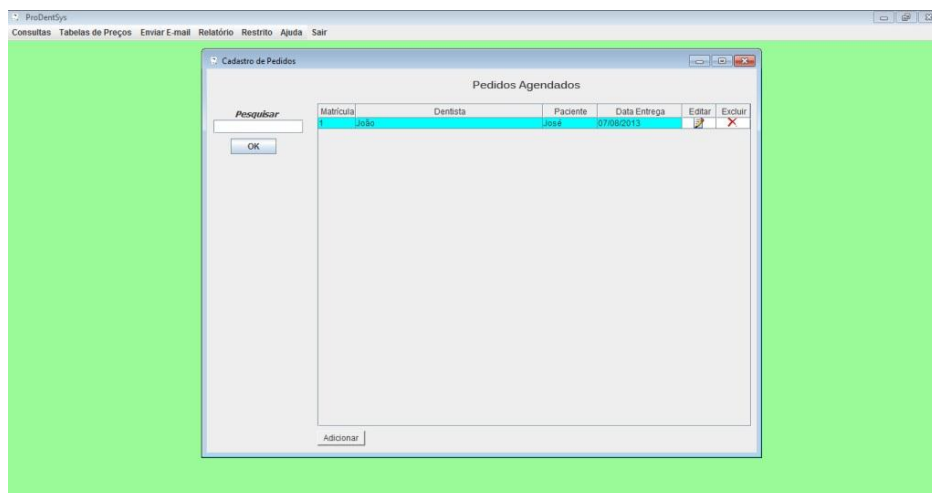 ProDentSys
Consultas Tabelas de Preços Enviar E-mail Relatório Restrito Ajuda Sair
Cadastro de Pedidos
Pedidos Agendados
Pesquisar
OK
Matrícula Dentista Paciente Data Entrega Editar Excluir
1 João José 07/08/2013
Adicionar